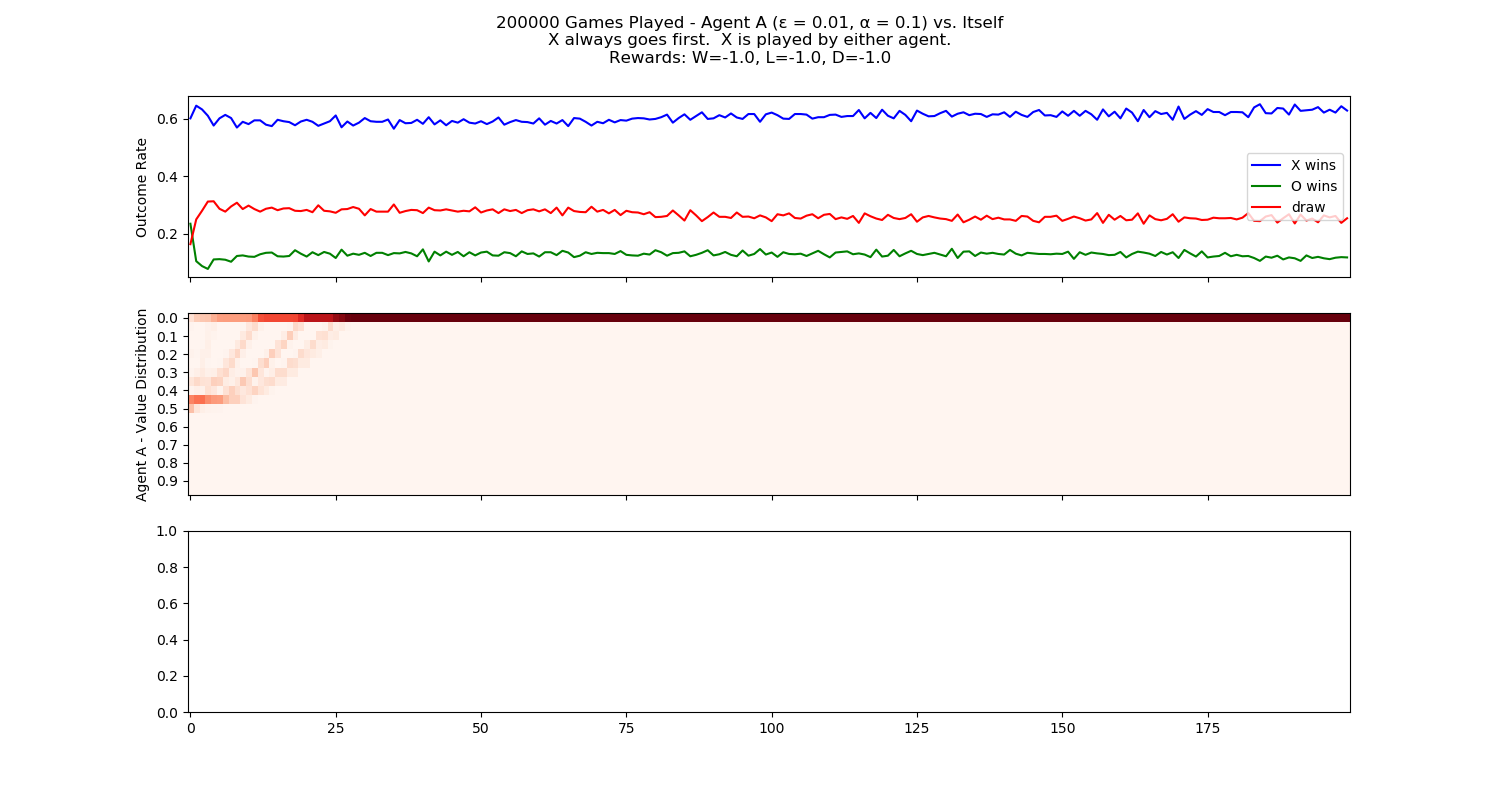 200000 Games Played - Agent A (ε = 0.01, α = 0.1) vs. Itself
X always goes first.  X is played by either agent.
Rewards: W=-1.0, L=-1.0, D=-1.0
Outcome Rate
0.6
0.4
0.2
X wins
O wins
draw
Agent A - Value Distribution
0.0
0.1
0.2
0.3
0.4
0.5
0.6
0.7
0.8
0.9
1.0
0.8
0.6
0.4
0.2
0.0
0 25 50 75 100 125 150 175